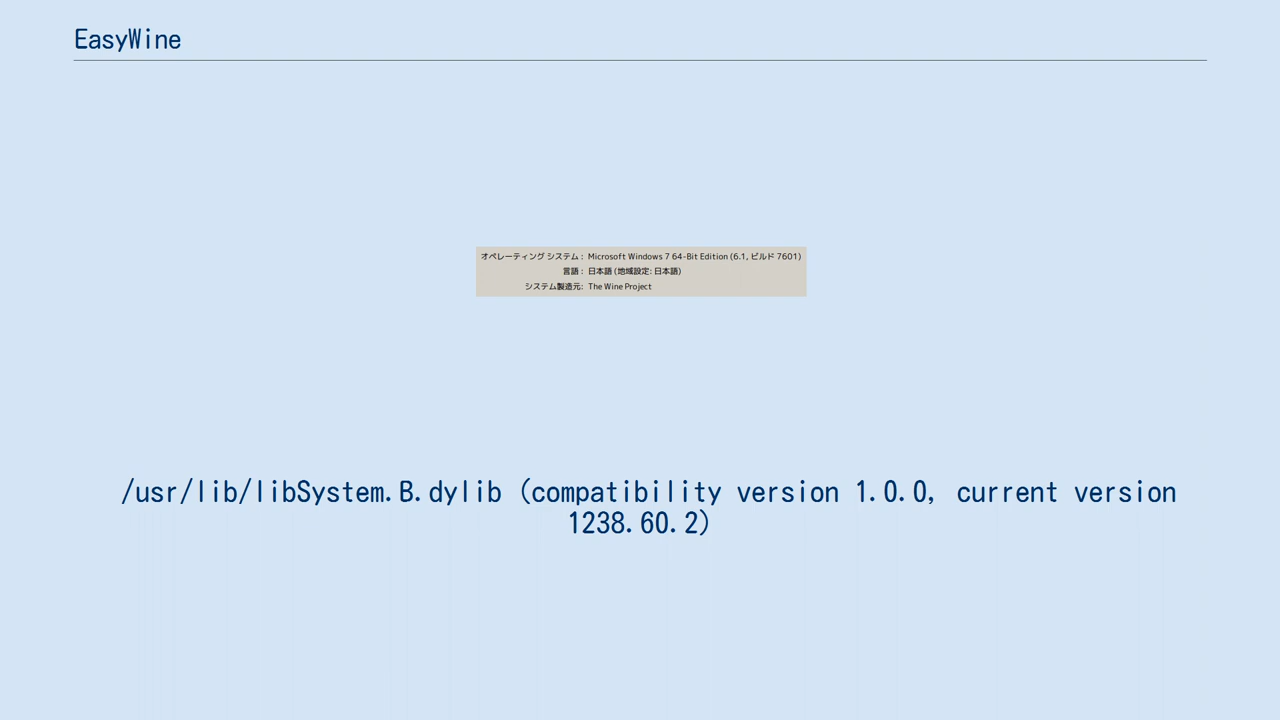 EasyWine
オペレーティング システム : Microsoft Windows 7 64-Bit Edition (6.1, ビルド 7601)
言語 : 日本語 (地域設定: 日本語)
システム製造元: The Wine Project
/usr/lib/libSystem.B.dylib (compatibility version 1.0.0, current version
1238.60.2)